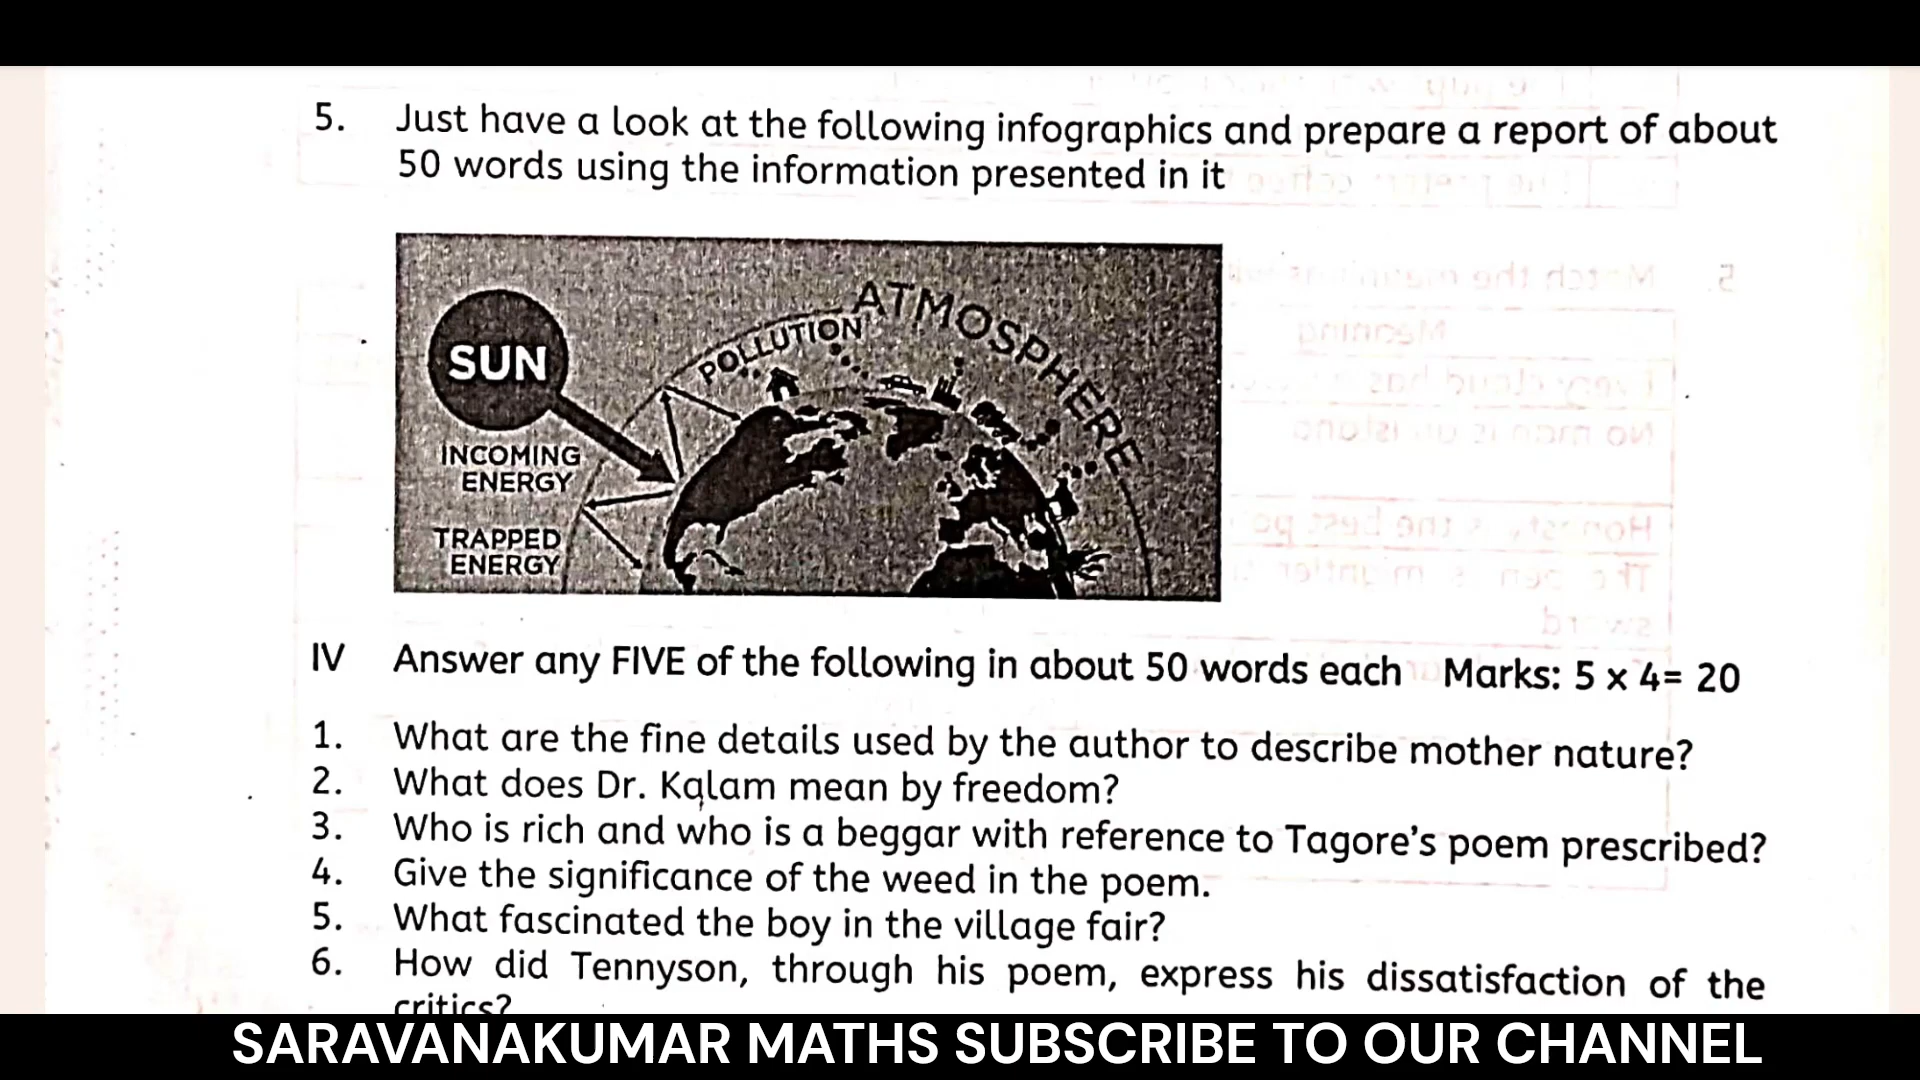 5. Just have a look at the following infographics and prepare a report of about
50 words using the information presented in it
SUN
INCOMING
ENERGY
TRAPPED
ENERGY
POLLUTION
ATMOSPHERE
IV Answer any FIVE of the following in about 50 words each Marks: 5 x 4= 20
1. What are the fine details used by the author to describe mother nature?
2. What does Dr. Kalam mean by freedom?
3. Who is rich and who is a beggar with reference to Tagore's poem prescribed?
4. Give the significance of the weed in the poem.
5. What fascinated the boy in the village fair?
6. How did Tennyson, through his poem, express his dissatisfaction of the
critics?
SARAVANAKUMAR MATHS SUBSCRIBE TO OUR CHANNEL